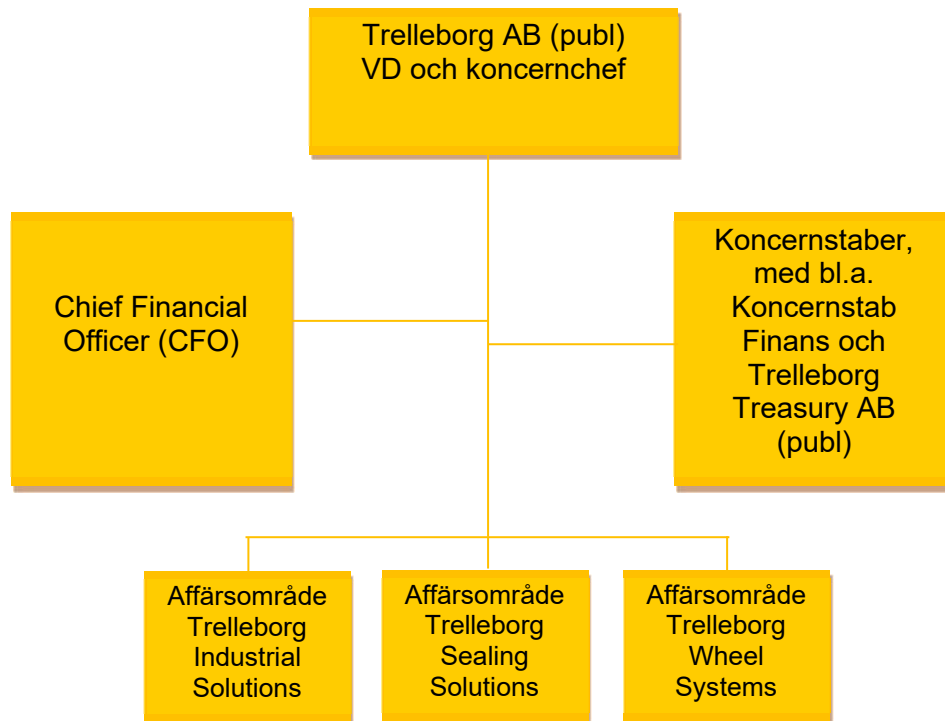 Trelleborg AB (publ)
VD och koncernchef
Chief Financial
Officer (CFO)
Koncernstaber,
med bl.a.
Koncernstab
Finans och
Trelleborg
Treasury AB
(publ)
Affärsområde
Trelleborg
Industrial
Solutions
Affärsområde
Trelleborg
Sealing
Solutions
Affärsområde
Trelleborg
Wheel
Systems